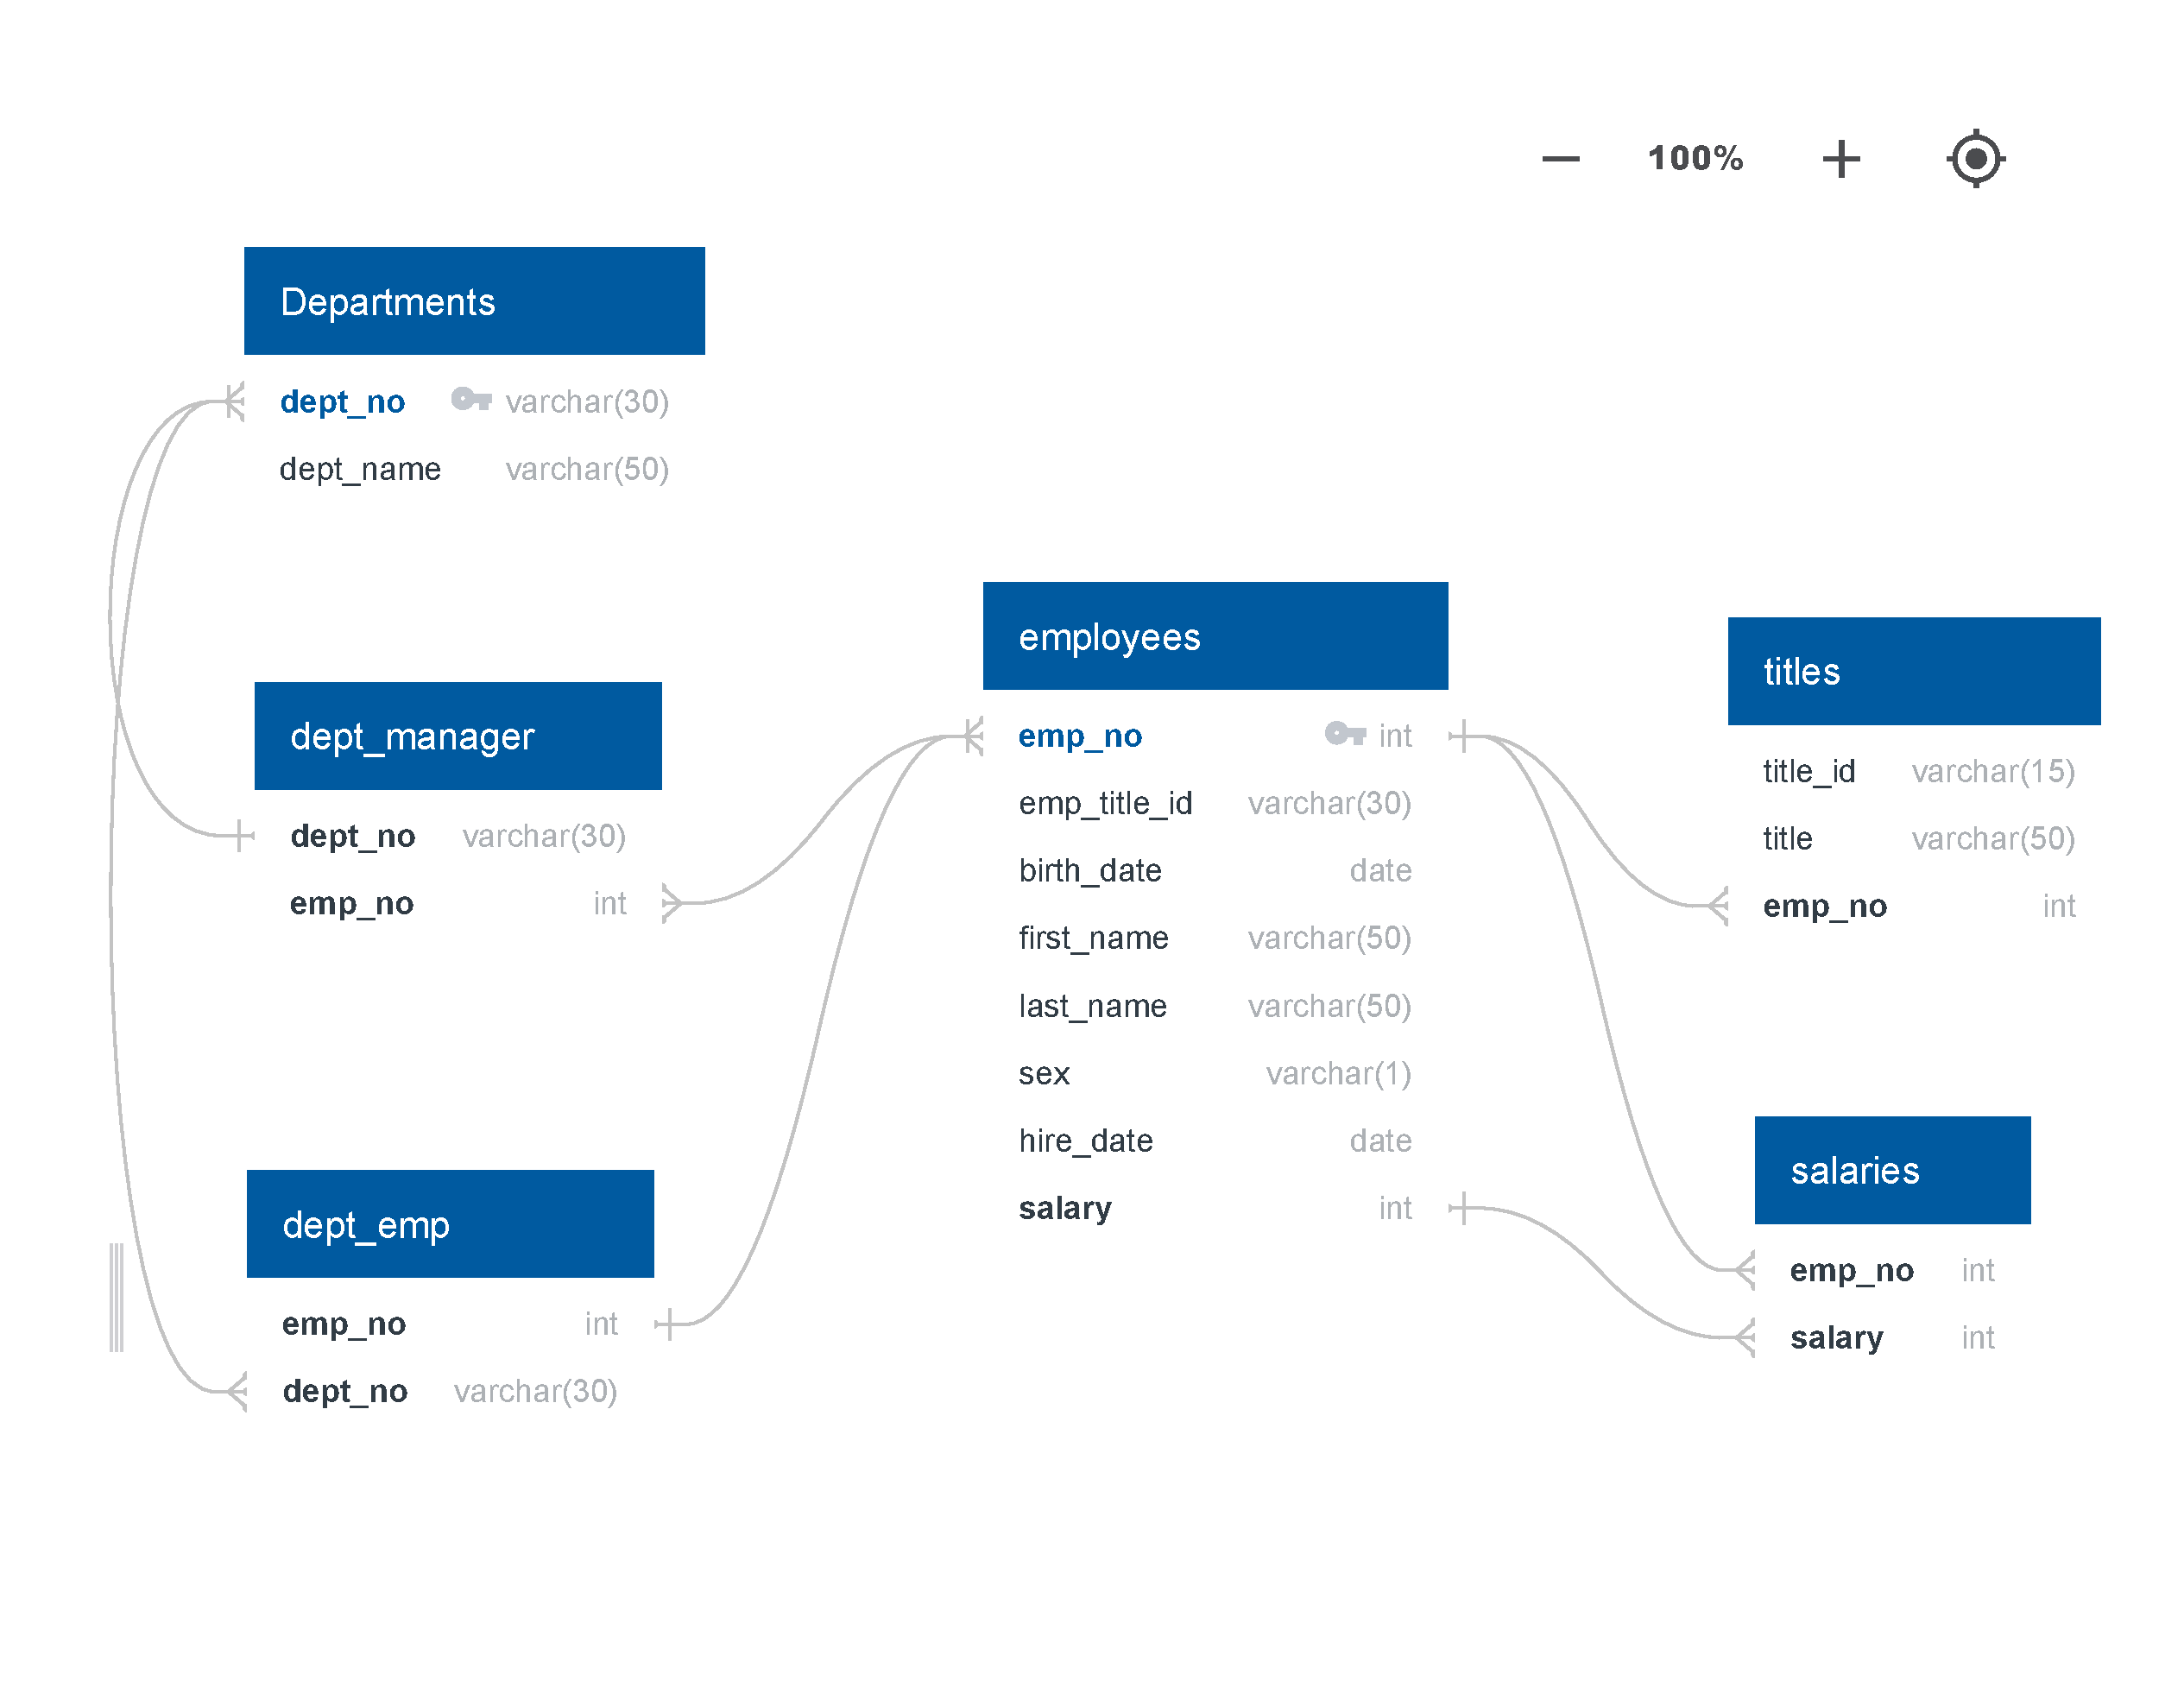 100%
Departments
dept_no varchar(30)
dept_name varchar(50)
dept_manager
dept_no varchar(30)
emp_no int
dept_emp
emp_no int
dept_no varchar(30)
employees
emp_no int
emp_title_id varchar(30)
birth_date date
first_name varchar(50)
last_name varchar(50)
sex varchar(1)
hire_date date
salary int
titles
title_id varchar(15)
title varchar(50)
emp_no int
salaries
emp_no int
salary int